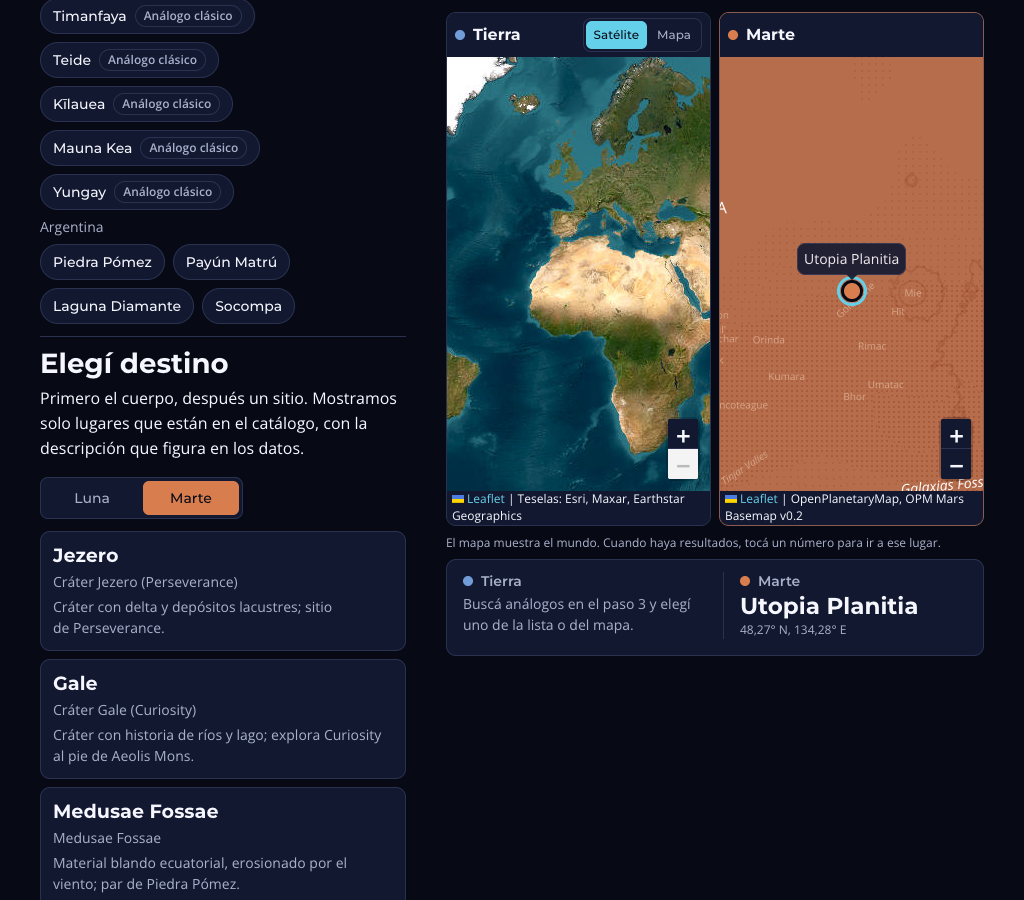 Timanfaya Análogo clásico
Teide Análogo clásico
Kīlauea Análogo clásico
Mauna Kea Análogo clásico
Yungay Análogo clásico
Argentina
Piedra Pómez Payún Matrú
Laguna Diamante Socompa
Elegí destino
Primero el cuerpo, después un sitio. Mostramos
solo lugares que están en el catálogo, con la
descripción que figura en los datos.
Luna Marte
Jezero
Cráter Jezero (Perseverance)
Cráter con delta y depósitos lacustres; sitio
de Perseverance.
Gale
Cráter Gale (Curiosity)
Cráter con historia de ríos y lago; explora Curiosity
al pie de Aeolis Mons.
Medusae Fossae
Medusae Fossae
Material blando ecuatorial, erosionado por el
viento; par de Piedra Pómez.
Tierra Satélite Mapa
+
−
Leaflet | Teselas: Esri, Maxar, Earthstar
Geographics
Marte
A
Utopia Planitia
Mie
Hit
Orinda
Rimac
Kumara
Umatac
Bhor
ncoteague
Tinjar Valles
Galaxias Foss
+
−
Leaflet | OpenPlanetaryMap, OPM Mars
Basemap v0.2
El mapa muestra el mundo. Cuando haya resultados, tocá un número para ir a ese lugar.
Tierra
Buscá análogos en el paso 3 y elegí
uno de la lista o del mapa.
Marte
Utopia Planitia
48,27° N, 134,28° E